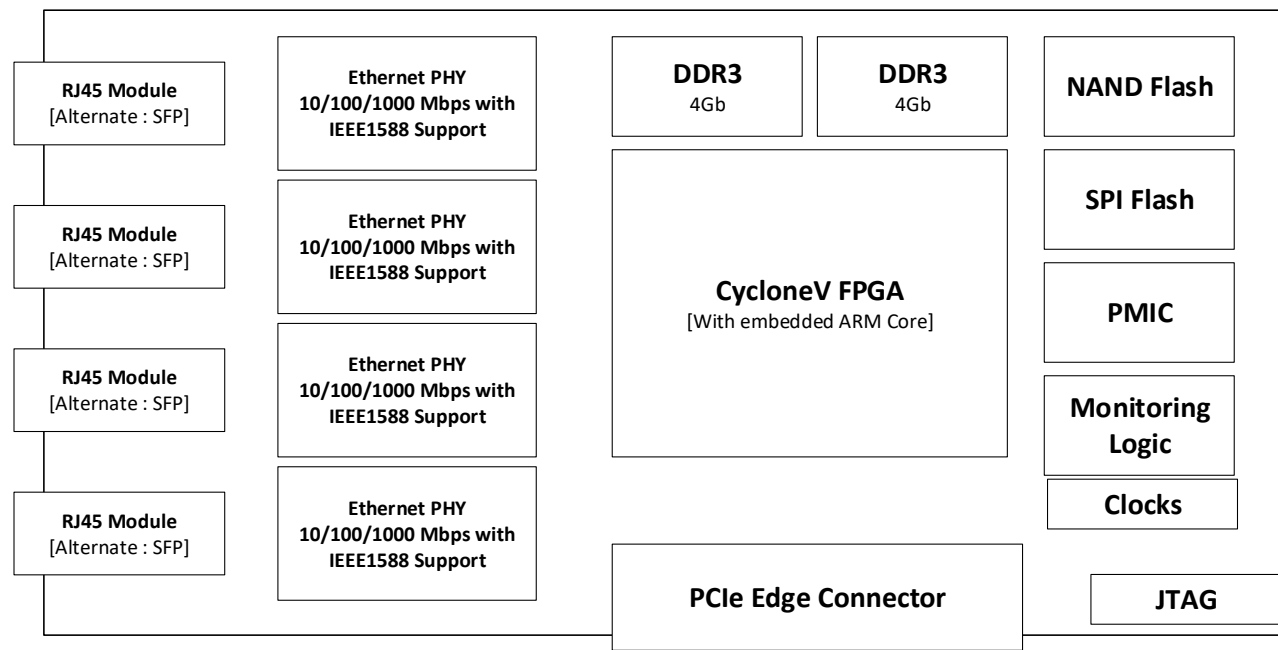 RJ45 Module
[Alternate : SFP]
RJ45 Module
[Alternate : SFP]
RJ45 Module
[Alternate : SFP]
RJ45 Module
[Alternate : SFP]
Ethernet PHY
10/100/1000 Mbps with
IEEE1588 Support
Ethernet PHY
10/100/1000 Mbps with
IEEE1588 Support
Ethernet PHY
10/100/1000 Mbps with
IEEE1588 Support
Ethernet PHY
10/100/1000 Mbps with
IEEE1588 Support
DDR3
4Gb
DDR3
4Gb
CycloneV FPGA
[With embedded ARM Core]
PCIe Edge Connector
NAND Flash
SPI Flash
PMIC
Monitoring
Logic
Clocks
JTAG